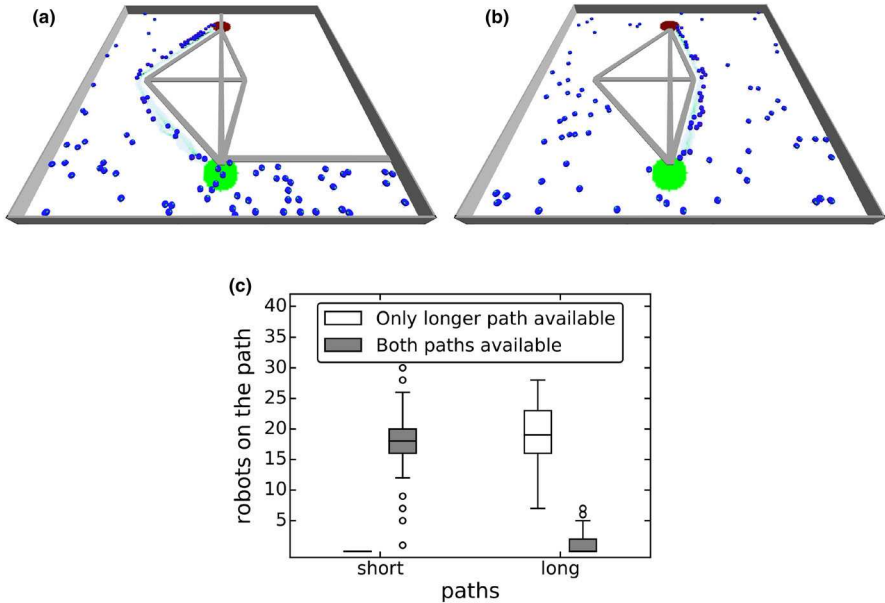 (a)
(b)
(c)
Only longer path available
Both paths available
40
35
30
25
20
15
10
5
robots on the path
short
long
paths